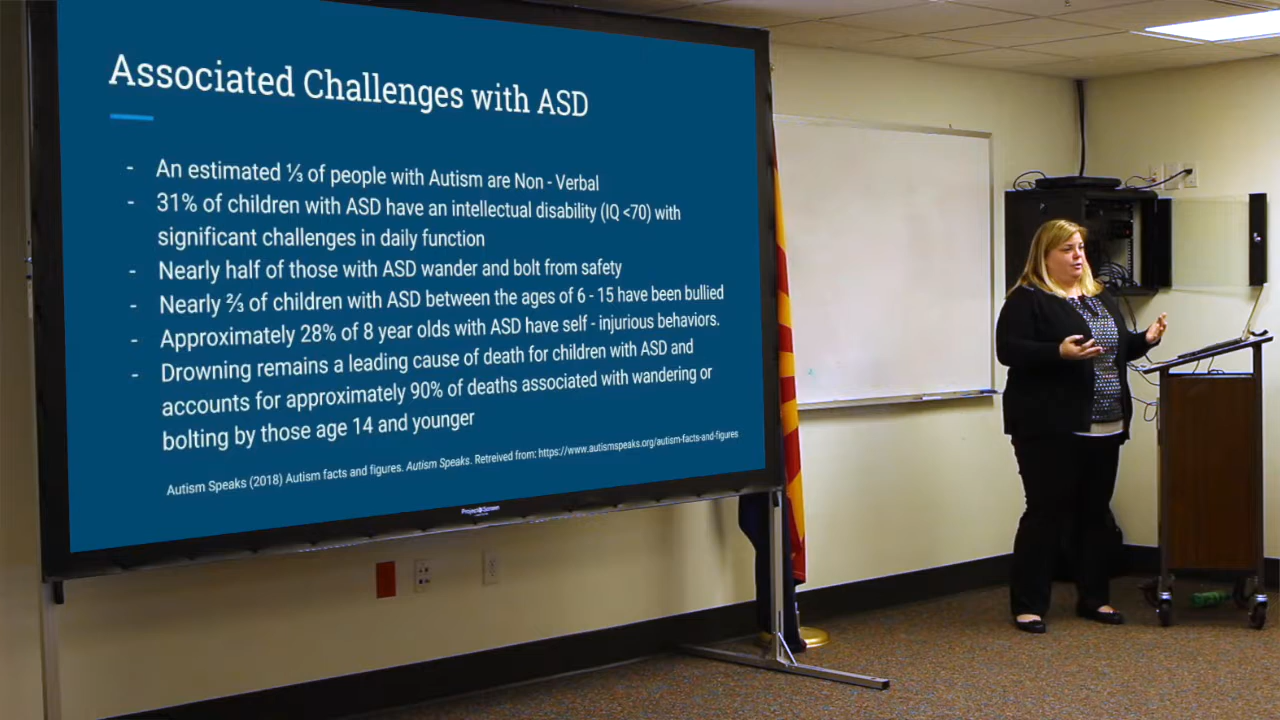 Associated Challenges with ASD
- An estimated ⅓ of people with Autism are Non - Verbal
- 31% of children with ASD have an intellectual disability (IQ <70) with
significant challenges in daily function
- Nearly half of those with ASD wander and bolt from safety
- Nearly ⅔ of children with ASD between the ages of 6 - 15 have been bullied
- Approximately 28% of 8 year olds with ASD have self - injurious behaviors.
- Drowning remains a leading cause of death for children with ASD and
accounts for approximately 90% of deaths associated with wandering or
bolting by those age 14 and younger
Autism Speaks (2018) Autism facts and figures. Autism Speaks. Retreived from: https://www.autismspeaks.org/autism-facts-and-figures